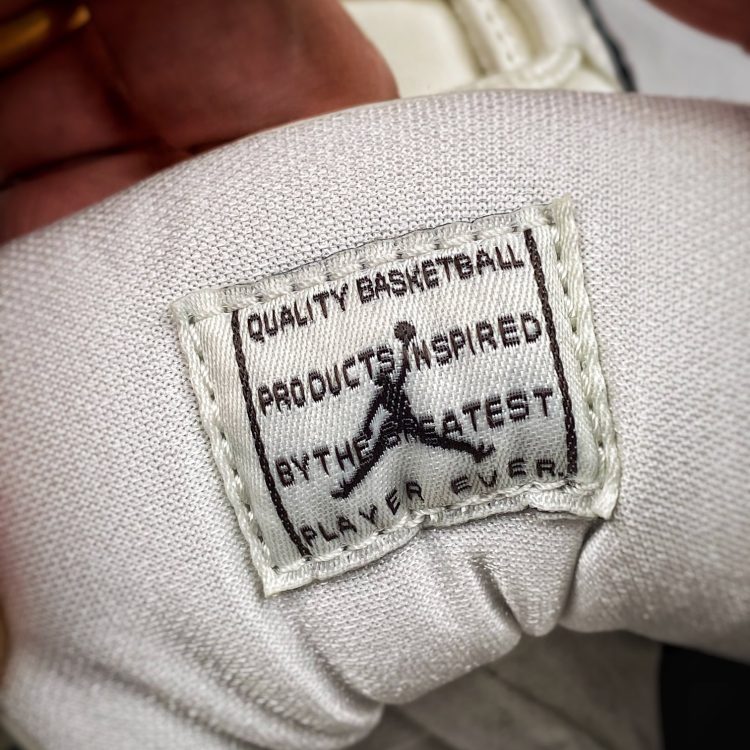 QUALITY BASKETBALL
PRODUCTS INSPIRED
BY THE GREATEST
PLAYER EVER.